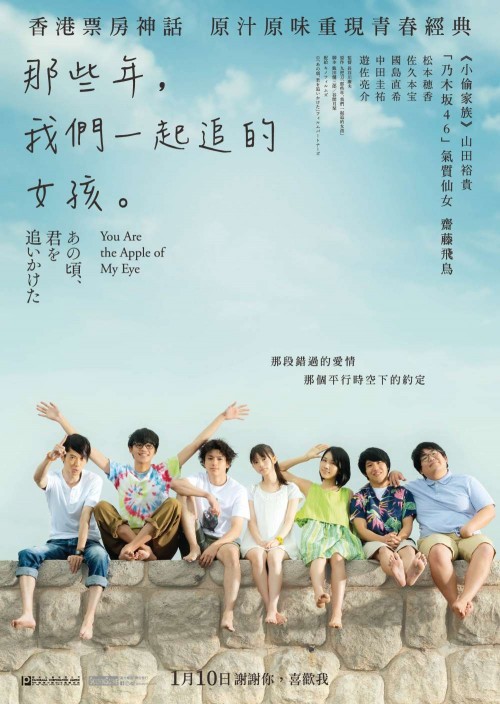 香港票房神話 原汁原味重現青春經典
那些年，
我們一起追的
女孩。
あの頃、
君を
追いかけた
You Are
the Apple of
My Eye
《小偷家族》山田裕貴
「乃木坂46」氣質仙女 齋藤飛鳥
松本穗香
佐久本宝
國島直希
中田圭祐
遊佐亮介
那段錯過的愛情
那個平行時空下的約定
1月10日謝謝你，喜歡我